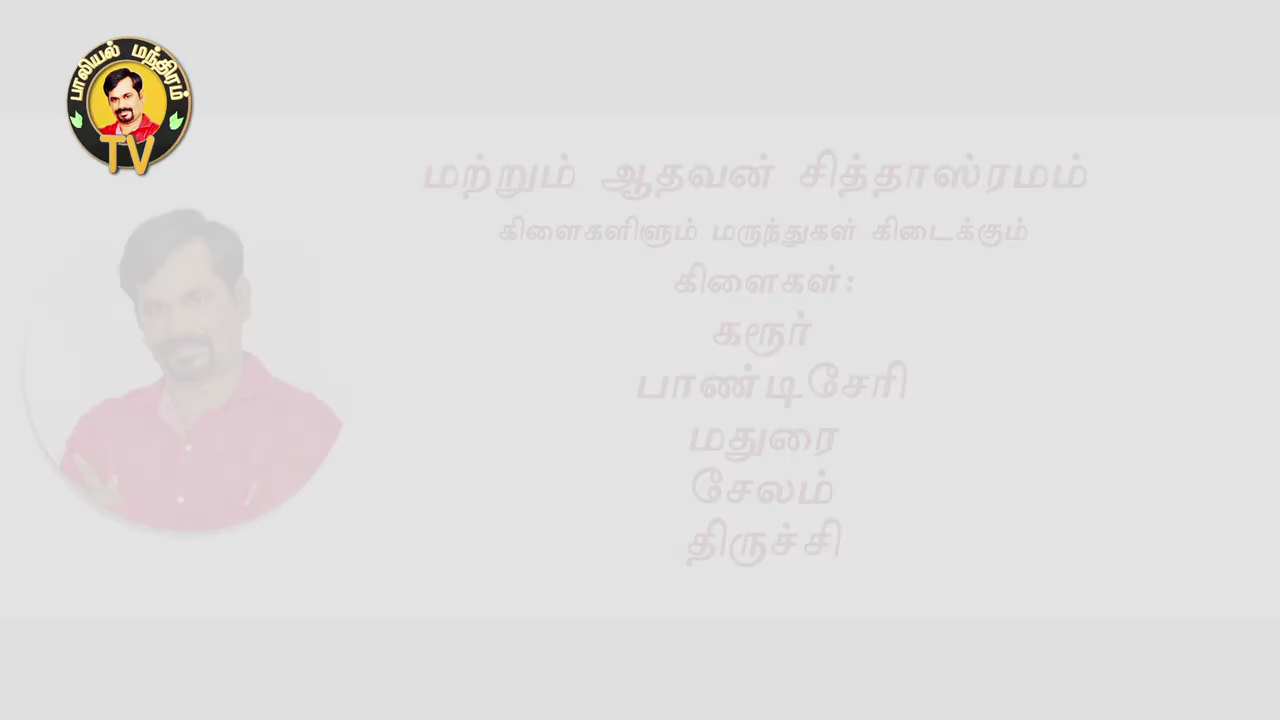 பாலியல் மந்திரம்
TV
மற்றும் ஆதவன் சித்தாஸ்ரமம்
கிளைகளிளும் மருந்துகள் கிடைக்கும்
கிளைகள்:
கரூர்
பாண்டிசேரி
மதுரை
சேலம்
திருச்சி